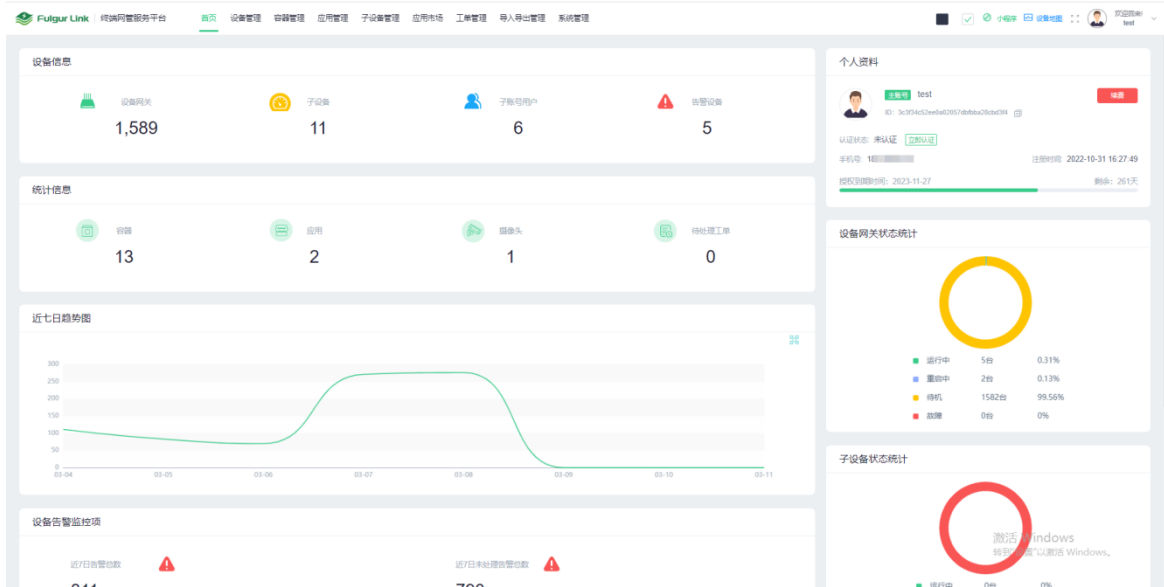 Fulgur Link 终端网管服务平台 首页 设备管理 容器管理 应用管理 子设备管理 应用市场 工单管理 导入导出管理 系统管理 小程序 设备地图 欢迎回来! test
设备信息
设备网关 1,589
子设备 11
子账号用户 6
告警设备 5
统计信息
容器 13
应用 2
摄像头 1
待处理工单 0
近七日趋势图
300
250
200
150
100
50
0
03-04 03-05 03-06 03-07 03-08 03-09 03-10 03-11
设备告警监控项
近7日告警总数
近7日未处理告警总数
个人资料
主账号 test 续费
ID:
认证状态: 未认证 立即认证
手机号: 18 注册时间: 2022-10-31 16:27:49
授权到期时间: 2023-11-27 剩余: 261天
设备网关状态统计
运行中 5台 0.31%
重启中 2台 0.13%
待机 1582台 99.56%
故障 0台 0%
子设备状态统计
激活 Windows
转到"设置"以激活 Windows。
运行中 0台 0%